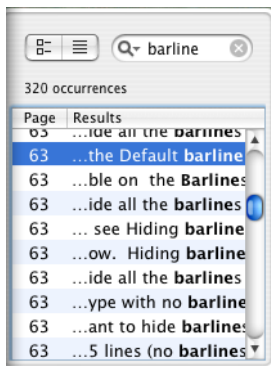 barline
320 occurrences
Page Results
63 ...ide all the barlines
63 ...the Default barline
63 ...ble on the Barlines
63 ...ide all the barlines
63 ... see Hiding barline
63 ...ow. Hiding barline
63 ...ide all the barlines
63 ...ype with no barline
63 ...ant to hide barline
63 ...5 lines (no barlines